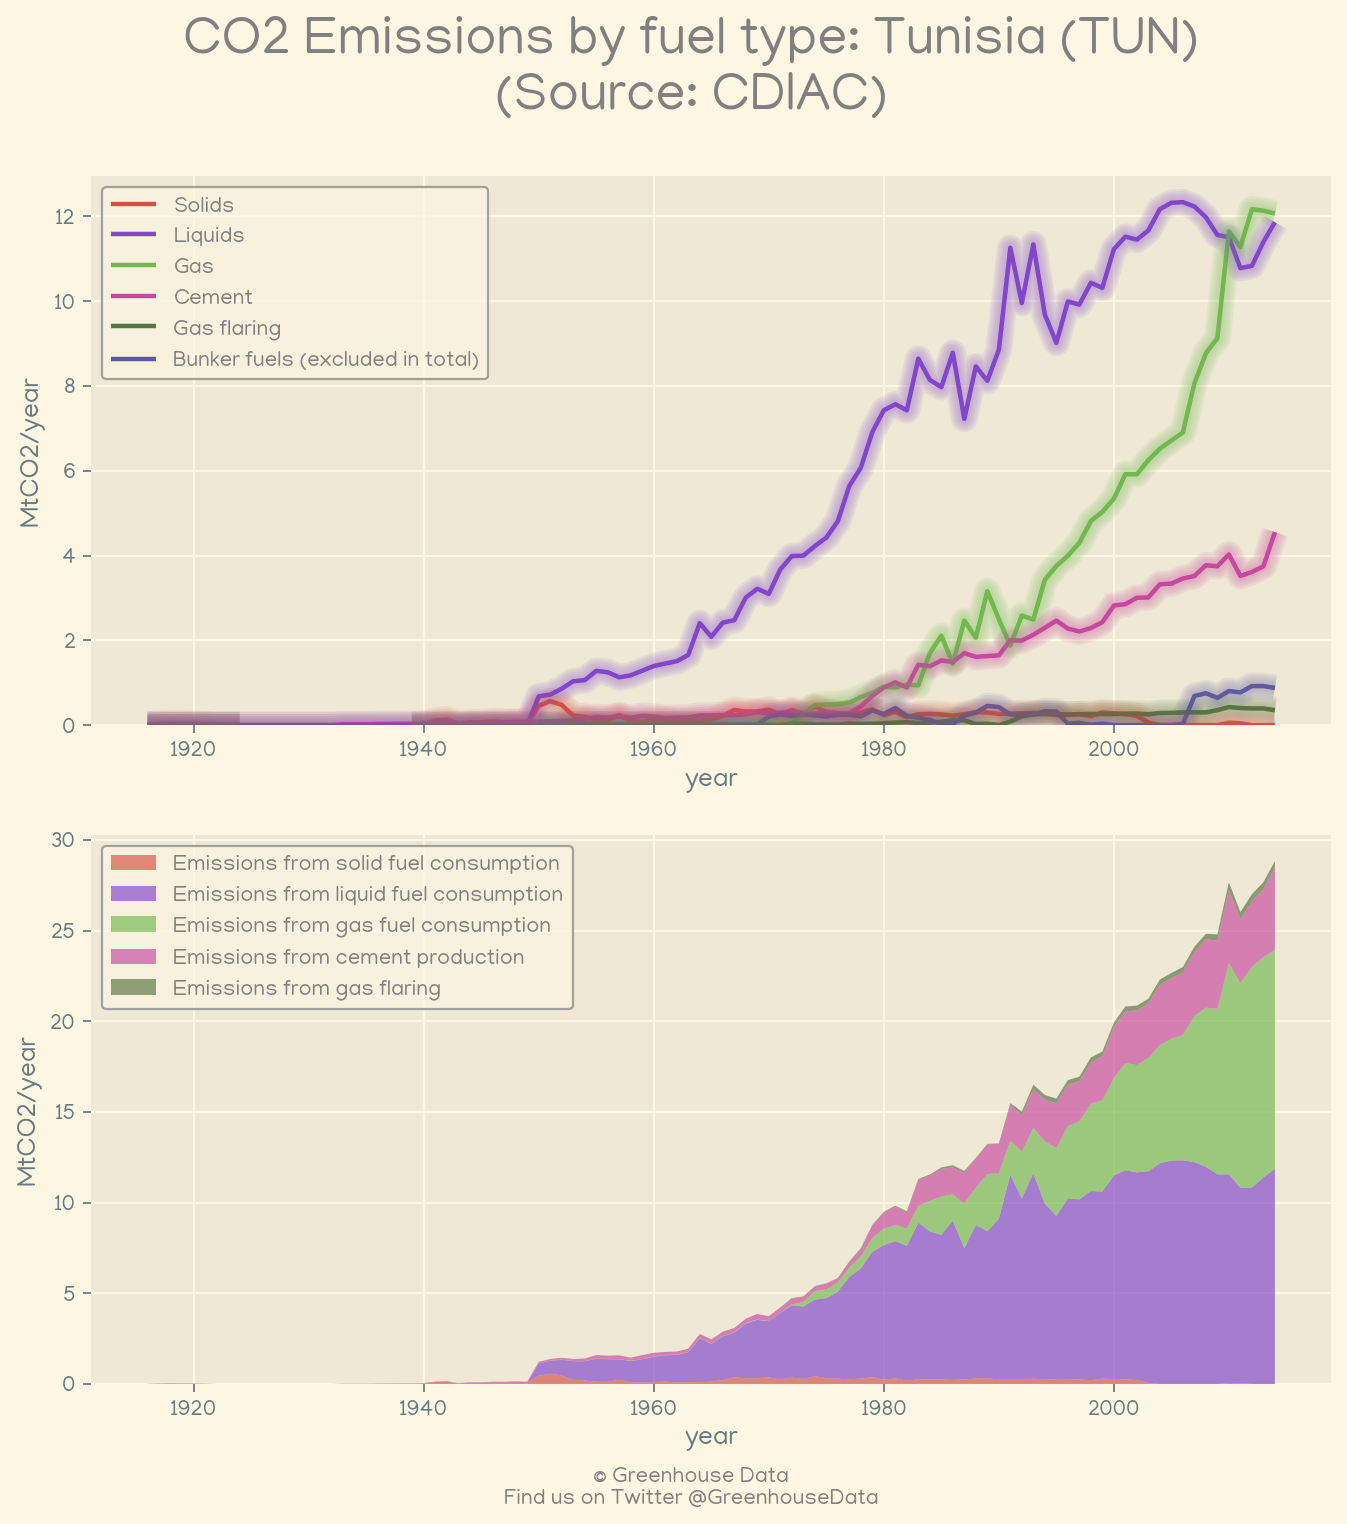 CO2 Emissions by fuel type: Tunisia (TUN)
(Source: CDIAC)
Solids
Liquids
Gas
Cement
Gas flaring
Bunker fuels (excluded in total)
MtCO2/year
12
10
8
6
4
2
0
1920 1940 1960 1980 2000
year
Emissions from solid fuel consumption
Emissions from liquid fuel consumption
Emissions from gas fuel consumption
Emissions from cement production
Emissions from gas flaring
MtCO2/year
30
25
20
15
10
5
0
1920 1940 1960 1980 2000
year
© Greenhouse Data
Find us on Twitter @GreenhouseData